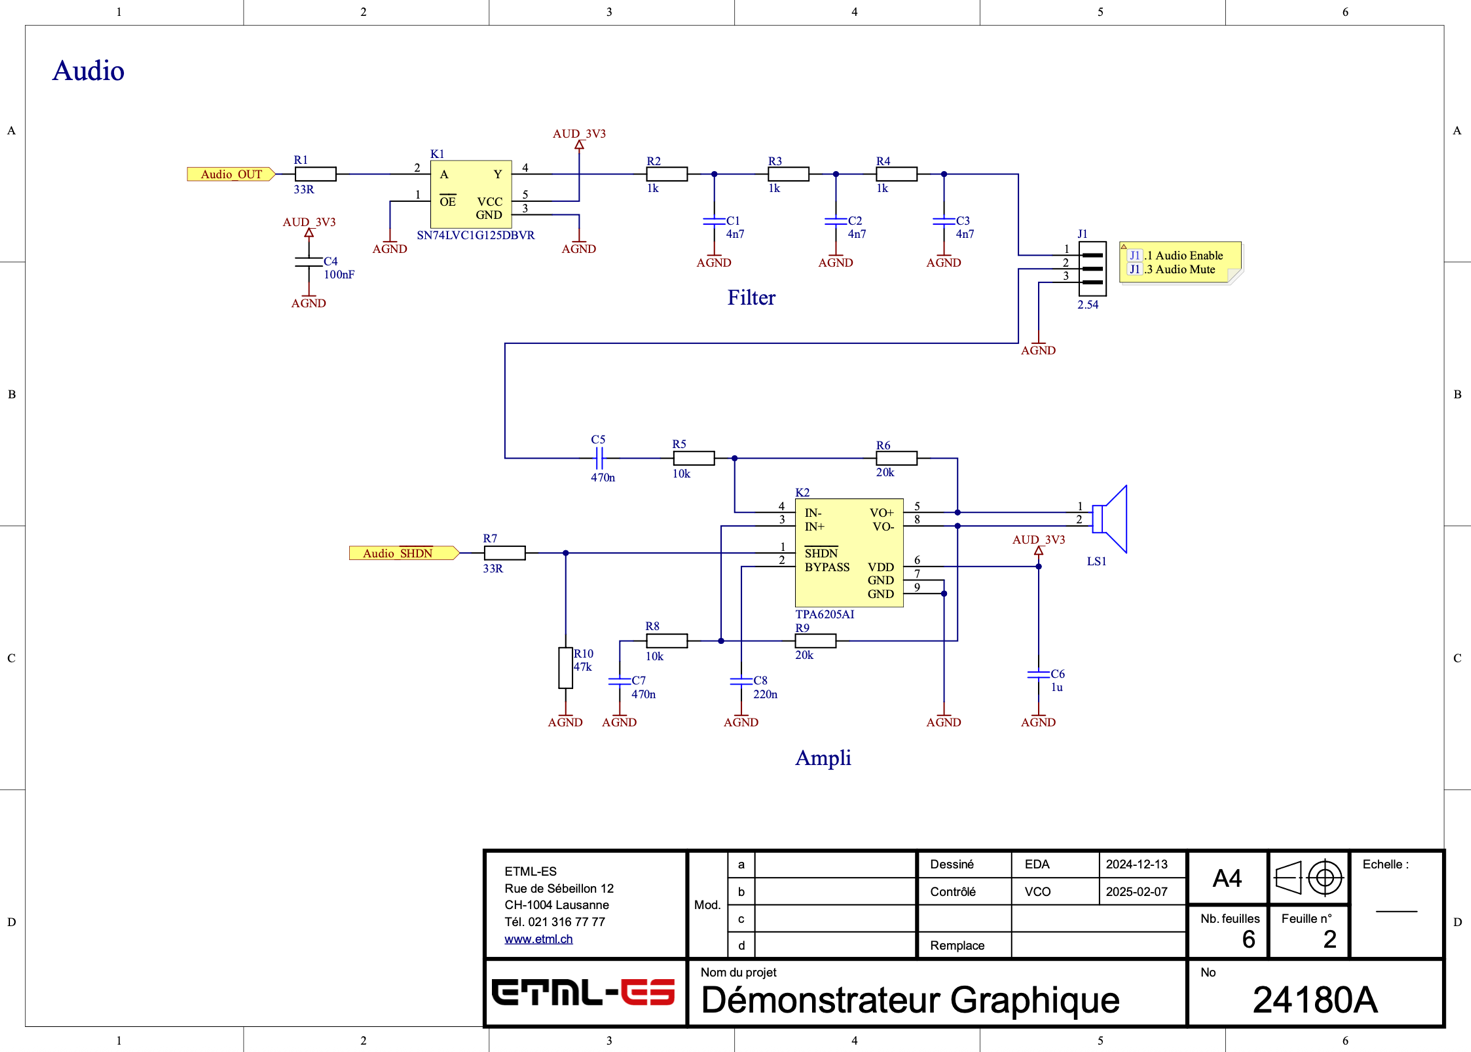 1 2 3 4 5 6
Audio
A A
AUD_3V3
K1
Audio_OUT R1 33R
2 A Y 4
1 OE VCC 5
GND 3
SN74LVC1G125DBVR
AGND AGND
AUD_3V3
C4
100nF
AGND
R2 R3 R4
1k 1k 1k
C1 C2 C3
4n7 4n7 4n7
AGND AGND AGND
Filter
J1
1
2
3
2.54
J1.1 Audio Enable
J1.3 Audio Mute
AGND
B B
C5 R5 R6
470n 10k 20k
K2
4 IN- VO+ 5 1
3 IN+ VO- 8 2
1 SHDN
2 BYPASS VDD 6
GND 7
GND 9
TPA6205AI
AUD_3V3
LS1
Audio_SHDN R7
33R
R8 R9
10k 20k
C C
R10
47k
C7
470n
C8
220n
C6
1u
AGND AGND AGND AGND AGND
Ampli
D D
ETML-ES
Rue de Sébeillon 12
CH-1004 Lausanne
Tél. 021 316 77 77
www.etml.ch
Mod.
a
b
c
d
Dessiné EDA 2024-12-13
Contrôlé VCO 2025-02-07
Remplace
A4
Echelle :
Nb. feuilles Feuille n°
6 2
ETML-ES
Nom du projet
Démonstrateur Graphique
No
24180A
1 2 3 4 5 6